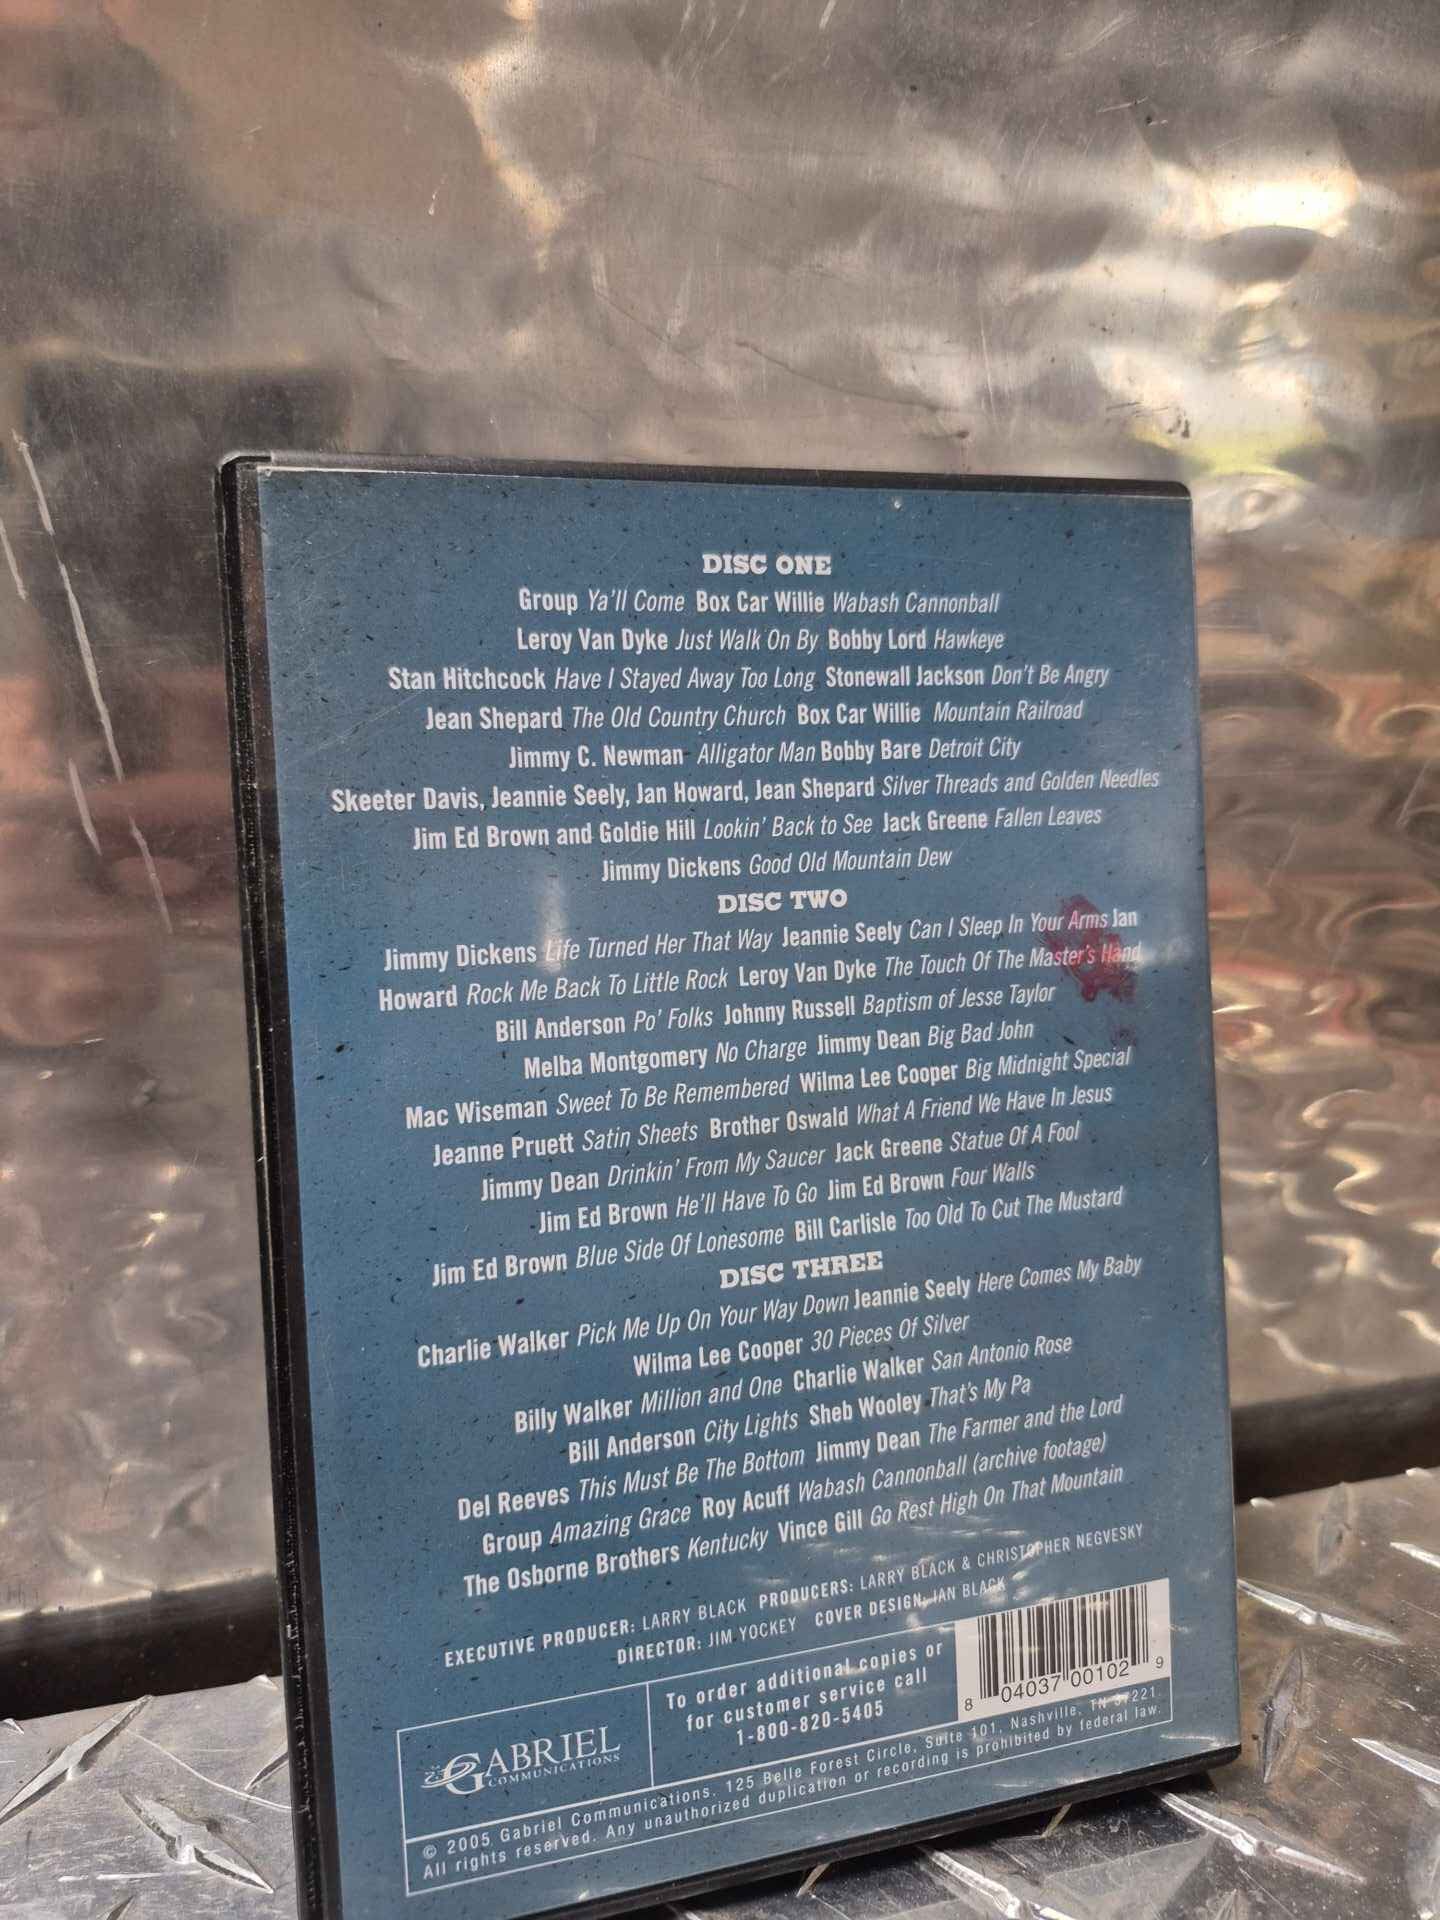 DISC ONE
Group Ya'll Come Box Car Willie Wabash Cannonball
Leroy Van Dyke Just Walk On By Bobby Lord Hawkeye
Stan Hitchcock Have I Stayed Away Too Long Stonewall Jackson Don't Be Angry
Jean Shepard The Old Country Church Box Car Willie Mountain Railroad
Jimmy C. Newman Alligator Man Bobby Bare Detroit City
Skeeter Davis, Jeannie Seely, Jan Howard, Jean Shepard Silver Threads and Golden Needles
Jim Ed Brown and Goldie Hill Lookin' Back to See Jack Greene Fallen Leaves
Jimmy Dickens Good Old Mountain Dew
DISC TWO
Jimmy Dickens Life Turned Her That Way Jeannie Seely Can I Sleep In Your Arms Jan
Howard Rock Me Back To Little Rock Leroy Van Dyke The Touch Of The Master's Hand
Bill Anderson Po' Folks Johnny Russell Baptism of Jesse Taylor
Melba Montgomery No Charge Jimmy Dean Big Bad John
Mac Wiseman Sweet To Be Remembered Wilma Lee Cooper Big Midnight Special
Jeanne Pruett Satin Sheets Brother Oswald What A Friend We Have In Jesus
Jimmy Dean Drinkin' From My Saucer Jack Greene Statue Of A Fool
Jim Ed Brown He'll Have To Go Jim Ed Brown Four Walls
Jim Ed Brown Blue Side Of Lonesome Bill Carlisle Too Old To Cut The Mustard
DISC THREE
Charlie Walker Pick Me Up On Your Way Down Jeannie Seely Here Comes My Baby
Wilma Lee Cooper 30 Pieces Of Silver
Billy Walker Million and One Charlie Walker San Antonio Rose
Bill Anderson City Lights Sheb Wooley That's My Pa
Del Reeves This Must Be The Bottom Jimmy Dean The Farmer and the Lord
Group Amazing Grace Roy Acuff Wabash Cannonball (archive footage)
The Osborne Brothers Kentucky Vince Gill Go Rest High On That Mountain
EXECUTIVE PRODUCER: LARRY BLACK PRODUCERS: LARRY BLACK & CHRISTOPHER NEGVESKY
DIRECTOR: JIM YOCKEY COVER DESIGN: IAN BLACK
GABRIEL
COMMUNICATIONS
To order additional copies or
for customer service call
1-800-820-5405
8 04037 00102 9
© 2005 Gabriel Communications. 125 Belle Forest Circle, Suite 101, Nashville, TN 37221.
All rights reserved. Any unauthorized duplication or recording is prohibited by federal law.